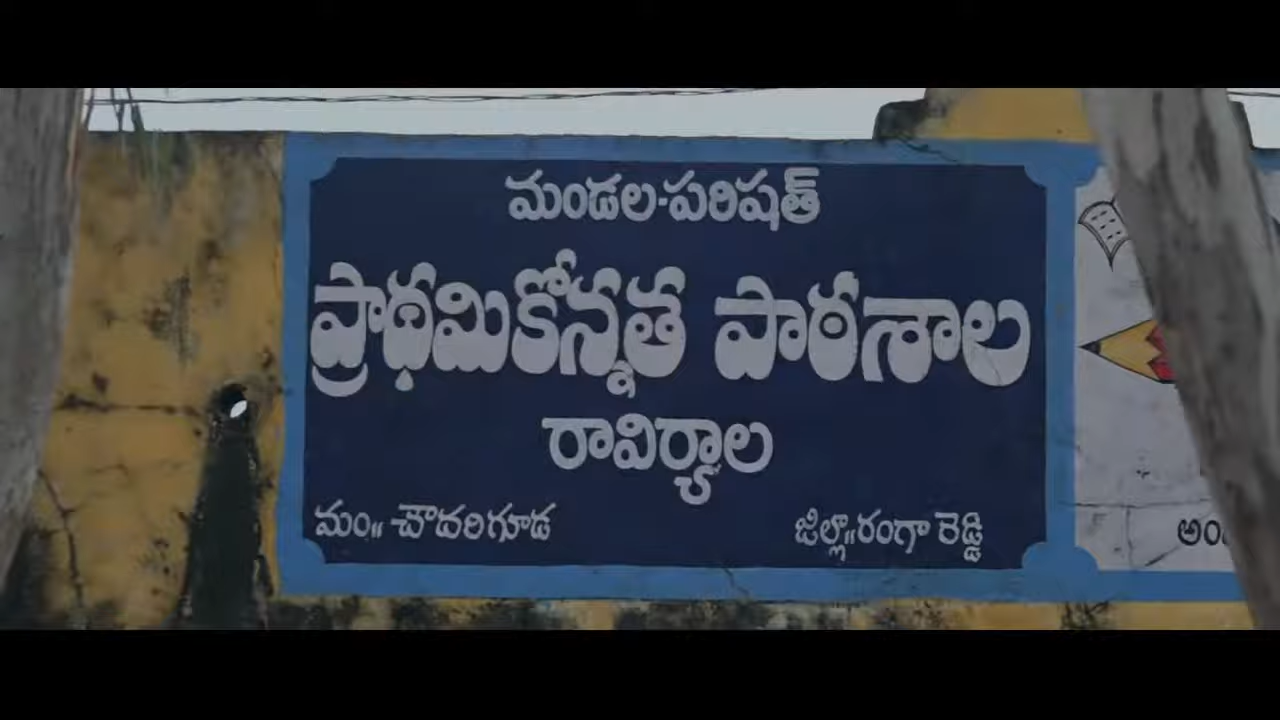 మండల-పరిషత్
ప్రాథమికోన్నత పాఠశాల
రావిర్యాల
మం॥ చౌదరిగూడ
జిల్లా॥రంగా రెడ్డి